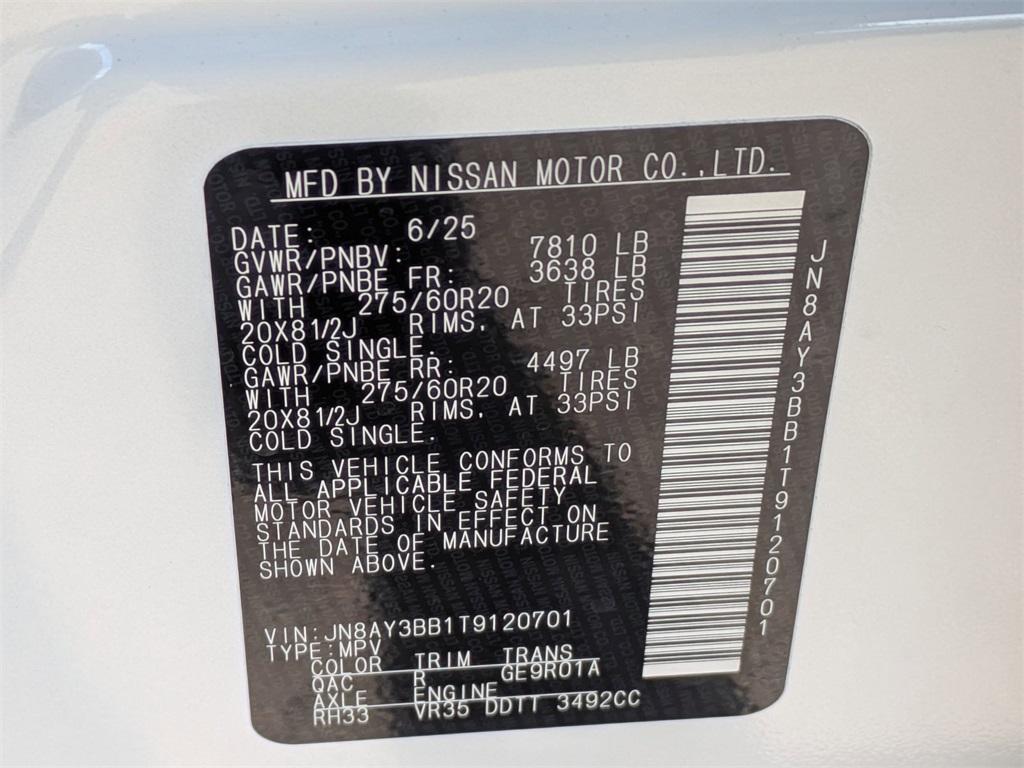 MFD BY NISSAN MOTOR CO.,LTD.
DATE: 6/25
GVWR/PNBV: 7810 LB
GAWR/PNBE FR: 3638 LB
WITH 275/60R20 TIRES
20X81/2J RIMS, AT 33PSI
COLD SINGLE.
GAWR/PNBE RR: 4497 LB
WITH 275/60R20 TIRES
20X81/2J RIMS, AT 33PSI
COLD SINGLE.
THIS VEHICLE CONFORMS TO
ALL APPLICABLE FEDERAL
MOTOR VEHICLE SAFETY
STANDARDS IN EFFECT ON
THE DATE OF MANUFACTURE
SHOWN ABOVE.
VIN:JN8AY3BB1T9120701
TYPE:MPV
COLOR TRIM TRANS
QAC R GE9R01A
AXLE ENGINE
RH33 VR35 DDTT 3492CC
JN8AY3BB1T9120701